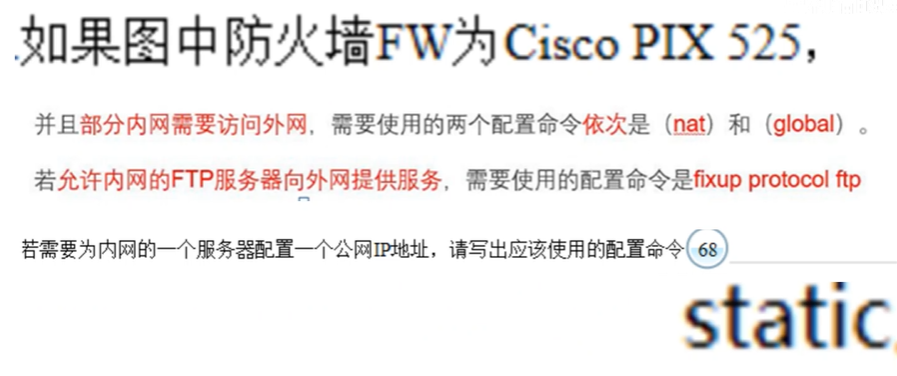 如果图中防火墙FW为Cisco PIX 525，
并且部分内网需要访问外网，需要使用的两个配置命令依次是（nat）和（global）。
若允许内网的FTP服务器向外网提供服务，需要使用的配置命令是fixup protocol ftp
若需要为内网的一个服务器配置一个公网IP地址，请写出应该使用的配置命令 68
static